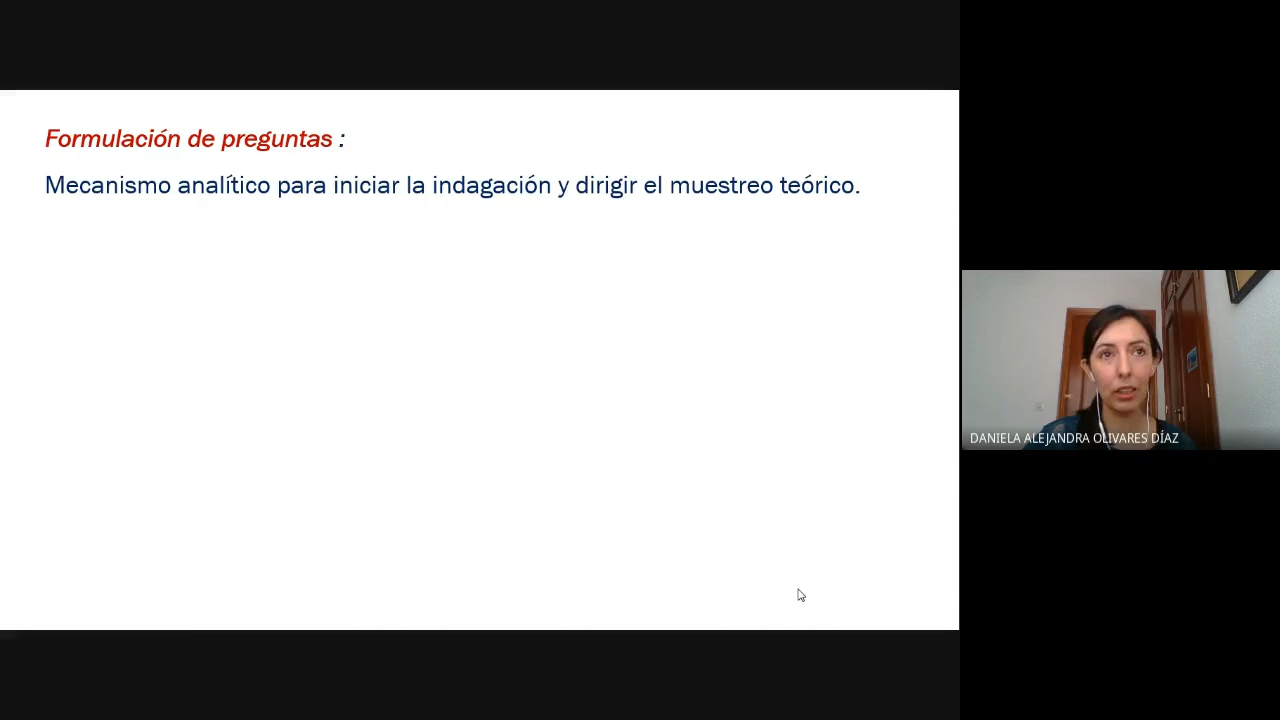 Formulación de preguntas :
Mecanismo analítico para iniciar la indagación y dirigir el muestreo teórico.
DANIELA ALEJANDRA OLIVARES DÍAZ